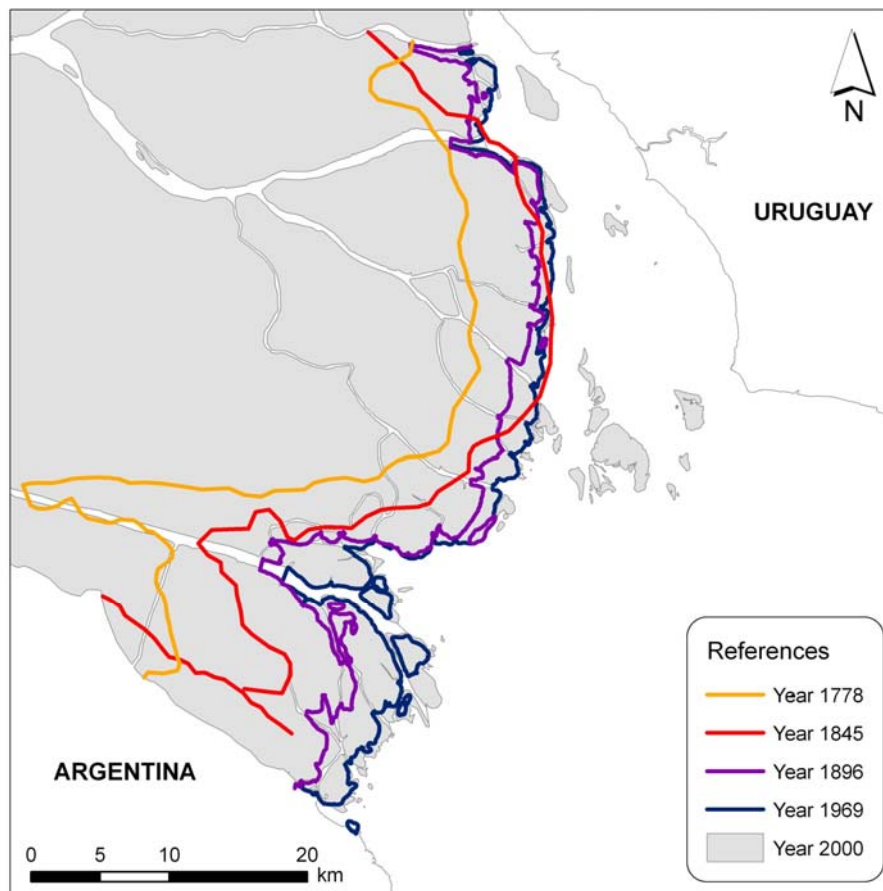 N
URUGUAY
ARGENTINA
References
Year 1778
Year 1845
Year 1896
Year 1969
Year 2000
0 5 10 20
km